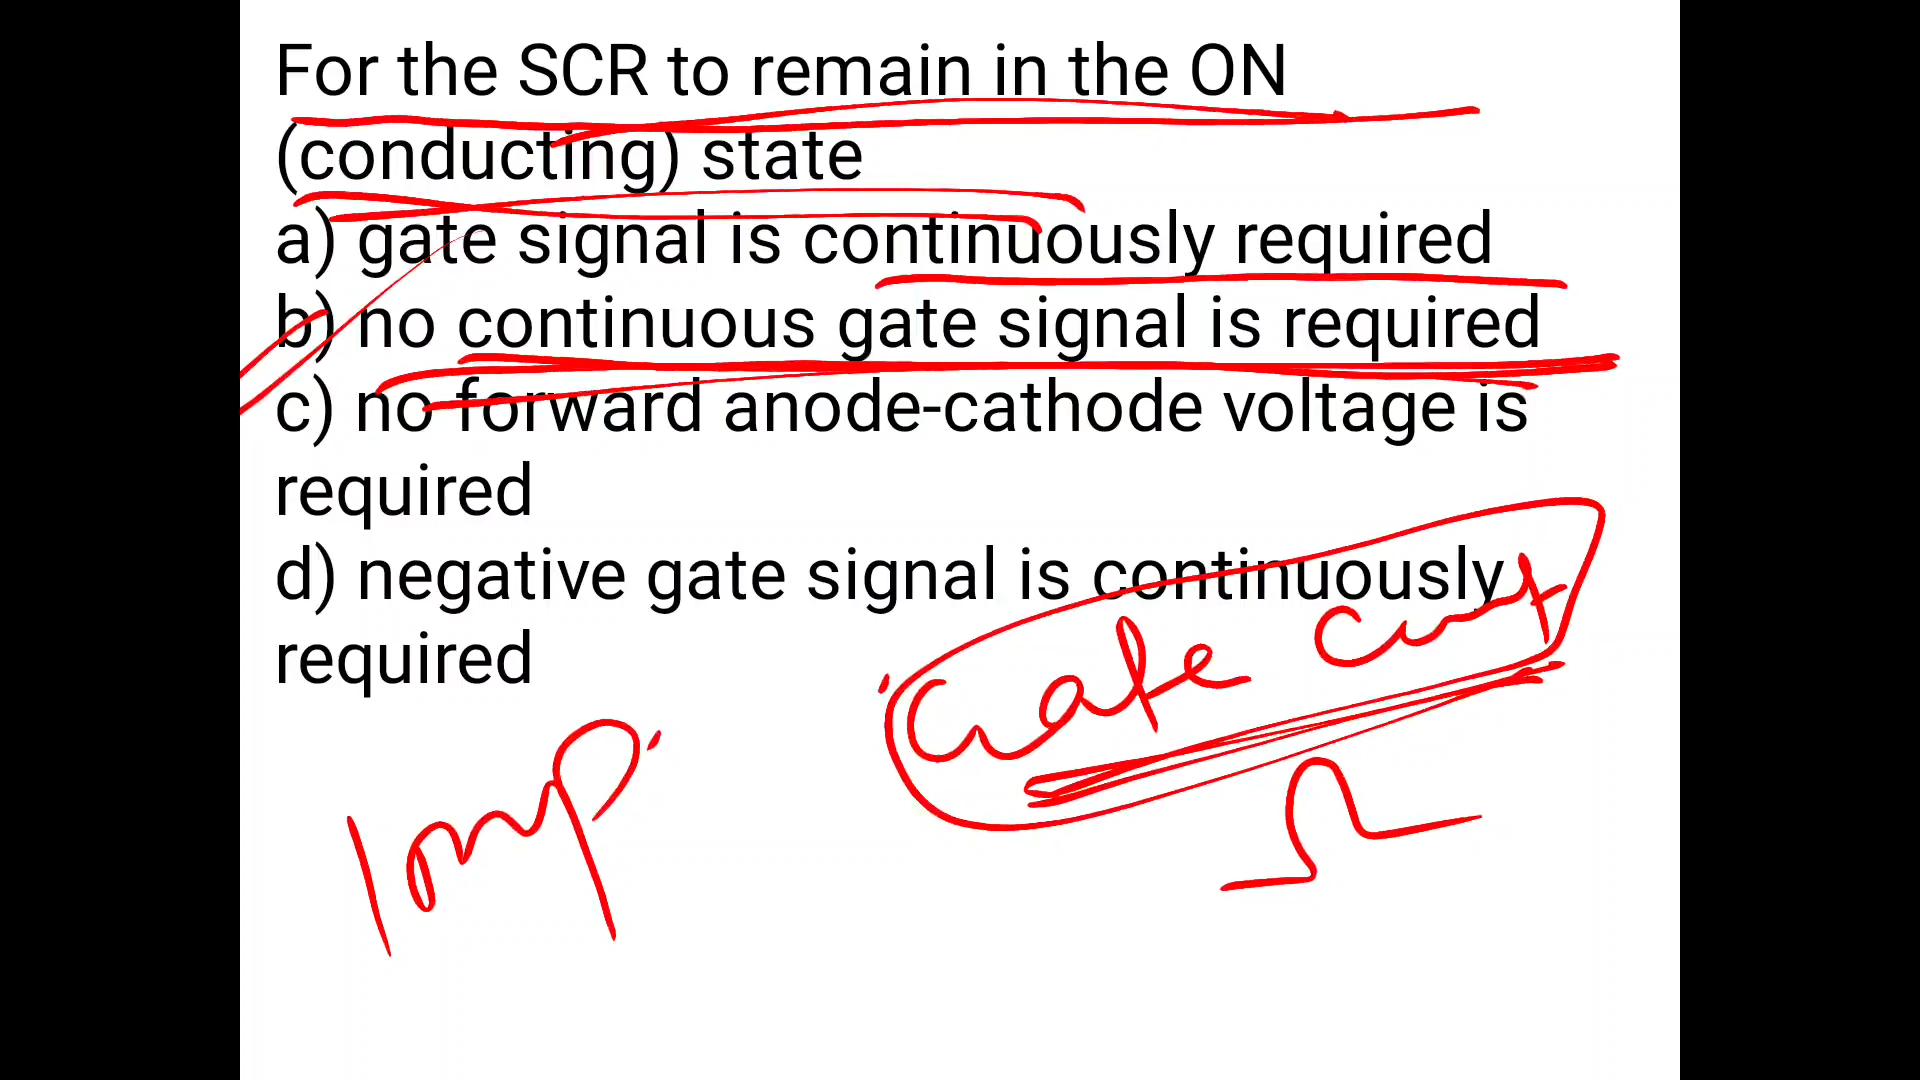 For the SCR to remain in the ON
(conducting) state
a) gate signal is continuously required
b) no continuous gate signal is required
c) no forward anode-cathode voltage is
required
d) negative gate signal is continuously
required
Gate curt
Imp.